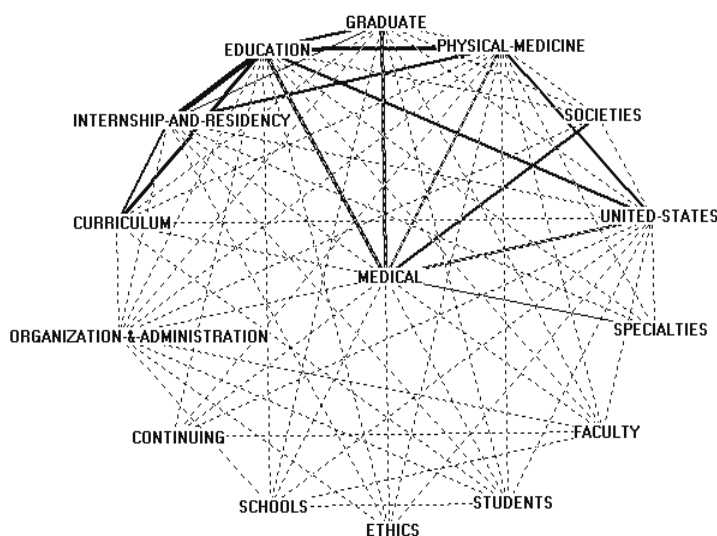 GRADUATE
EDUCATION
PHYSICAL-MEDICINE
INTERNSHIP-AND-RESIDENCY
SOCIETIES
CURRICULUM
UNITED-STATES
MEDICAL
ORGANIZATION-&-ADMINISTRATION
SPECIALTIES
CONTINUING
FACULTY
SCHOOLS
STUDENTS
ETHICS